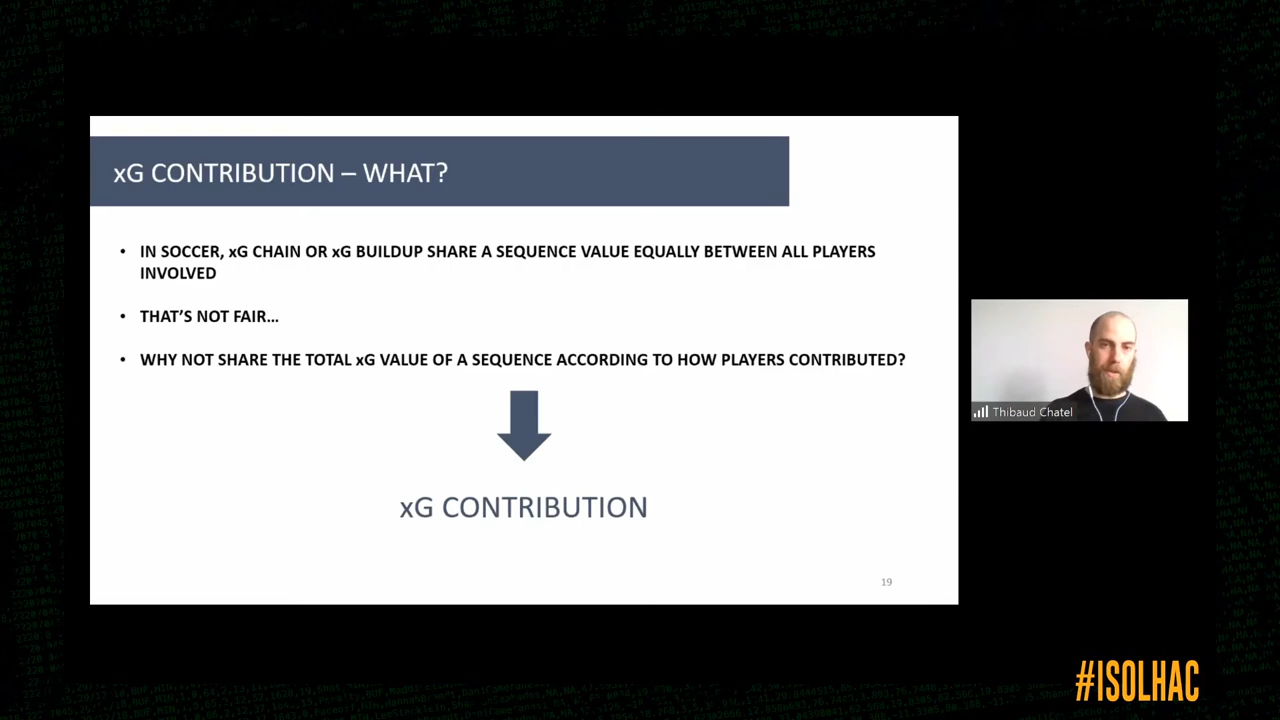 xG CONTRIBUTION – WHAT?
• IN SOCCER, xG CHAIN OR xG BUILDUP SHARE A SEQUENCE VALUE EQUALLY BETWEEN ALL PLAYERS
INVOLVED
• THAT'S NOT FAIR...
• WHY NOT SHARE THE TOTAL xG VALUE OF A SEQUENCE ACCORDING TO HOW PLAYERS CONTRIBUTED?
xG CONTRIBUTION
19
Thibaud Chatel
#ISOLHAC